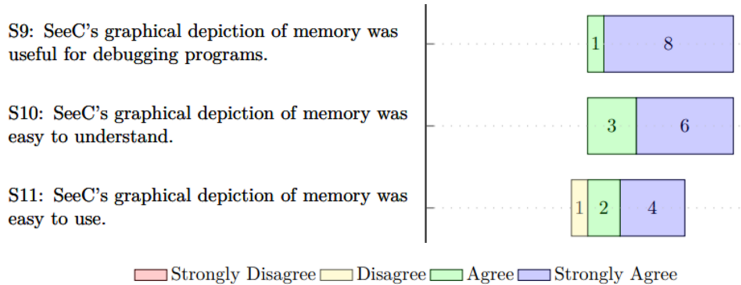 S9: SeeC's graphical depiction of memory was
useful for debugging programs.
1 8
S10: SeeC's graphical depiction of memory was
easy to understand.
3 6
S11: SeeC's graphical depiction of memory was
easy to use.
1 2 4
Strongly Disagree Disagree Agree Strongly Agree